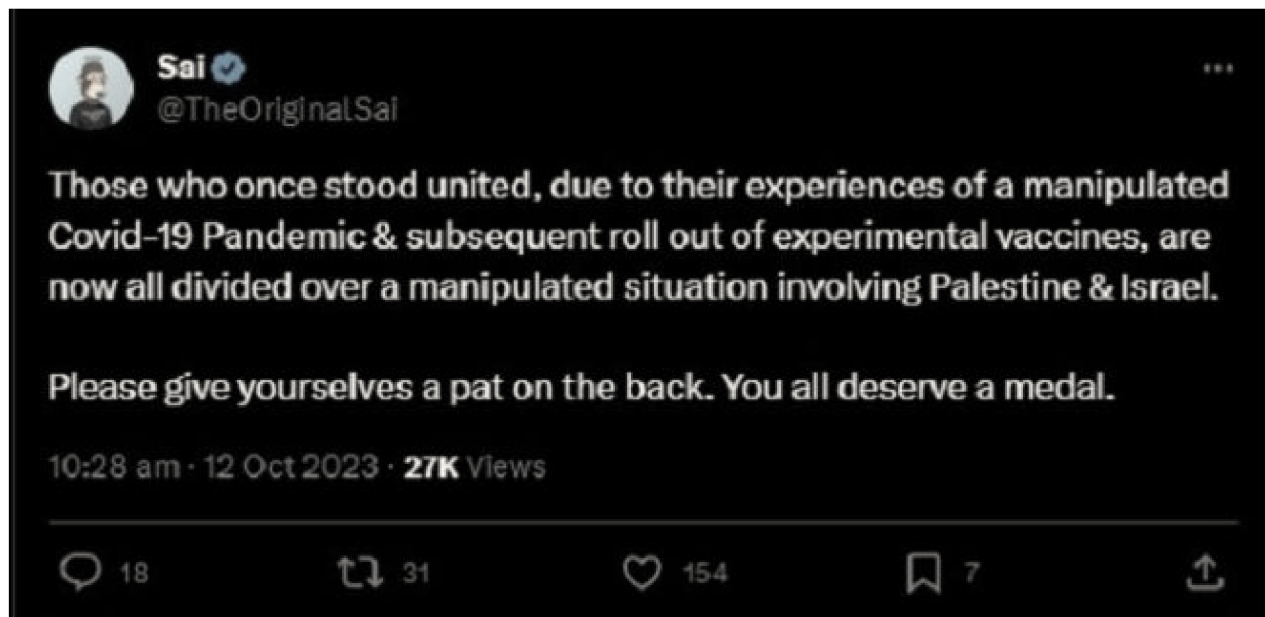 Sai
@TheOriginalSai
Those who once stood united, due to their experiences of a manipulated
Covid-19 Pandemic & subsequent roll out of experimental vaccines, are
now all divided over a manipulated situation involving Palestine & Israel.
Please give yourselves a pat on the back. You all deserve a medal.
10:28 am · 12 Oct 2023 · 27K Views
18 31 154 7